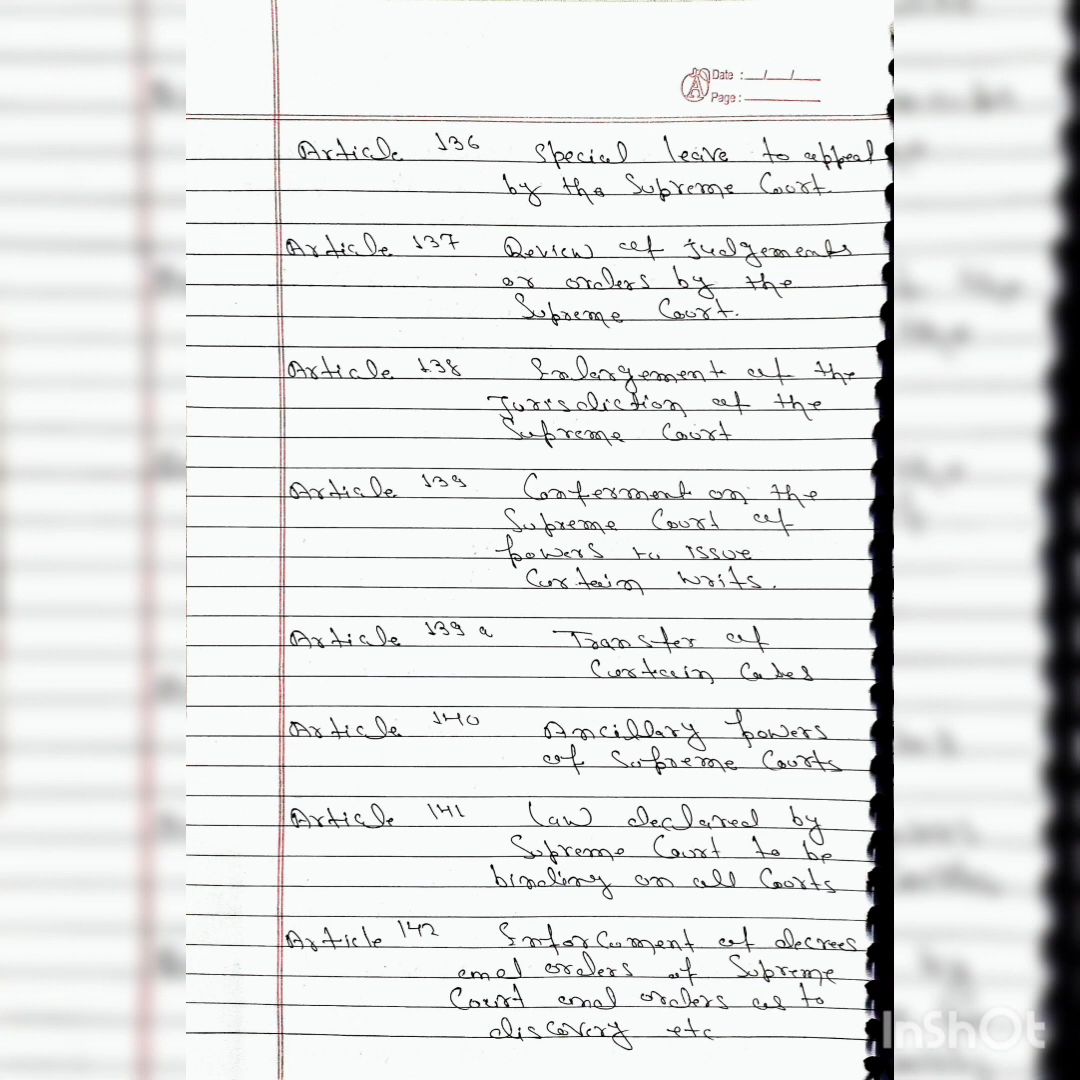 Date : __/__/__
Page : ______
Article 136 Special leave to appeal
by the Supreme Court.
Article 137 Review of judgements
or orders by the
Supreme Court.
Article 138 Enlargement of the
Jurisdiction of the
Supreme Court
Article 139 Conferment on the
Supreme Court of
powers to issue
Certain writs.
Article 139 a Transfer of
Certain Cases
Article 140 Ancillary powers
of Supreme Courts
Article 141 Law declared by
Supreme Court to be
binding on all Courts
Article 142 Enforcement of decrees
and orders of Supreme
Court and orders as to
discovery etc
InShOt